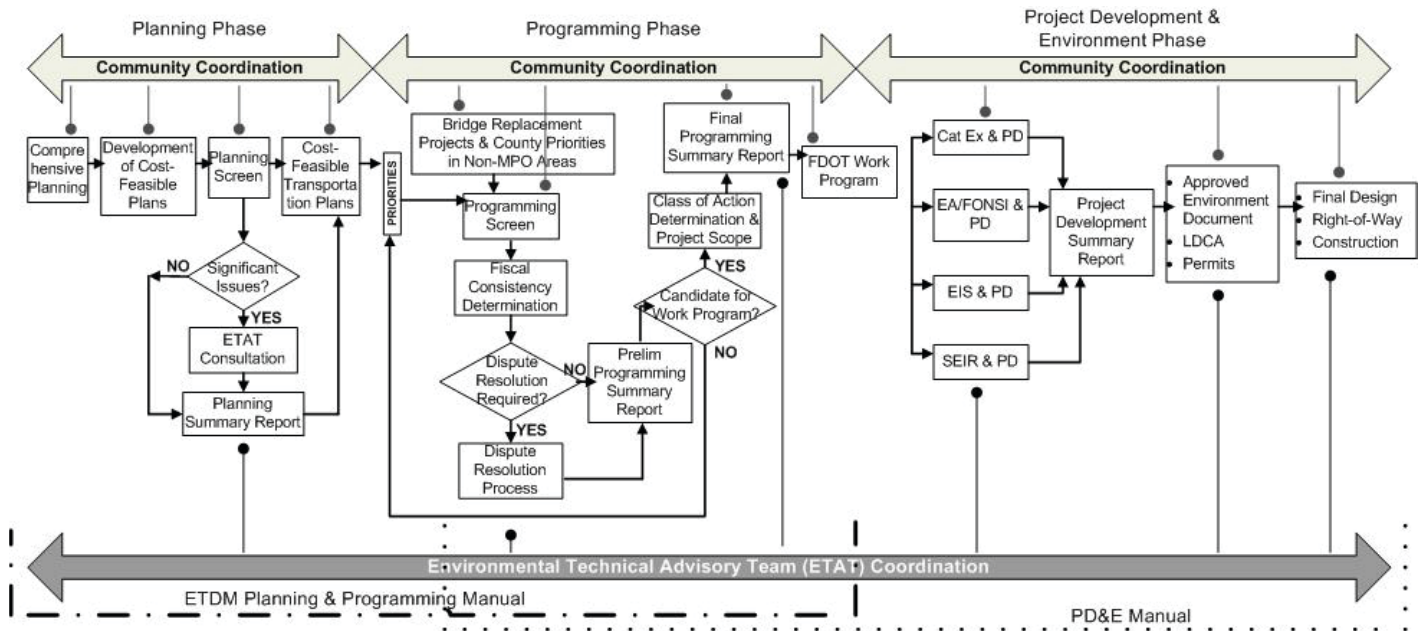 Planning Phase
Community Coordination
Compre
hensive
Planning
Development
of Cost-
Feasible
Plans
Planning
Screen
Cost-
Feasible
Transporta
tion Plans
NO
Significant
Issues?
YES
ETAT
Consultation
Planning
Summary Report
Programming Phase
Community Coordination
PRIORITIES
Bridge Replacement
Projects & County Priorities
in Non-MPO Areas
Programming
Screen
Fiscal
Consistency
Determination
Dispute
Resolution
Required?
NO
YES
Dispute
Resolution
Process
Prelim
Programming
Summary
Report
Candidate for
Work Program?
YES
NO
Class of Action
Determination &
Project Scope
Final
Programming
Summary Report
FDOT Work
Program
Project Development &
Environment Phase
Community Coordination
Cat Ex & PD
EA/FONSI &
PD
EIS & PD
SEIR & PD
Project
Development
Summary
Report
• Approved
Environment
Document
• LDCA
• Permits
• Final Design
• Right-of-Way
• Construction
Environmental Technical Advisory Team (ETAT) Coordination
ETDM Planning & Programming Manual
PD&E Manual